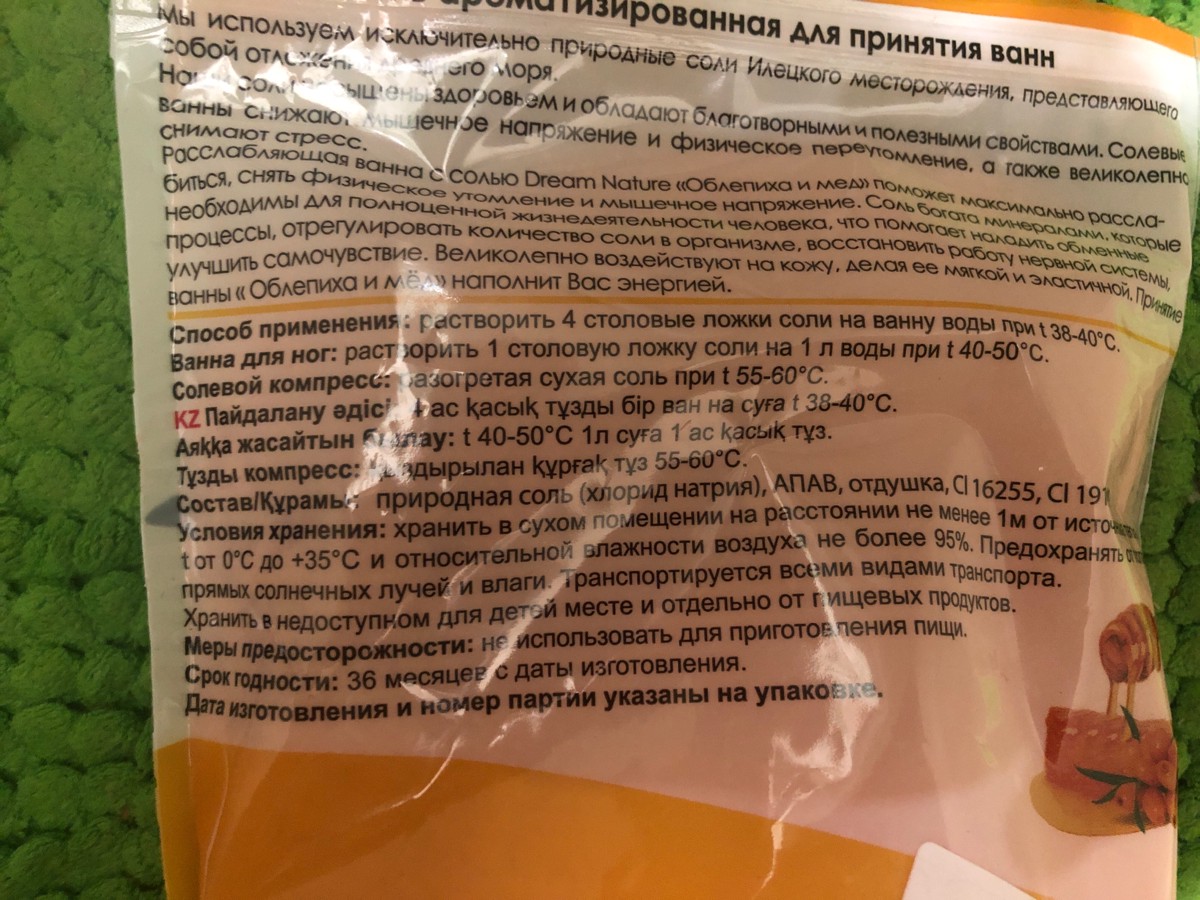 ароматизированная для принятия ванн
Мы используем исключительно природные соли Илецкого месторождения, представляющего
собой отложения древнего моря.
Наши соли насыщены здоровьем и обладают благотворными и полезными свойствами. Солевые
ванны снижают мышечное напряжение и физическое переутомление, а также великолепно
снимают стресс.
Расслабляющая ванна с солью Dream Nature «Облепиха и мед» поможет максимально рассла-
биться, снять физическое утомление и мышечное напряжение. Соль богата минералами, которые
необходимы для полноценной жизнедеятельности человека, что помогает наладить обменные
процессы, отрегулировать количество соли в организме, восстановить работу нервной системы,
улучшить самочувствие. Великолепно воздействуют на кожу, делая ее мягкой и эластичной. Принятие
ванны « Облепиха и мёд» наполнит Вас энергией.
Способ применения: растворить 4 столовые ложки соли на ванну воды при t 38-40°C.
Ванна для ног: растворить 1 столовую ложку соли на 1 л воды при t 40-50°C.
Солевой компресс: разогретая сухая соль при t 55-60°C.
KZ Пайдалану әдісі: 4 ас қасық тұзды бір ван на суға t 38-40°C.
Аяққа жасайтын t 40-50°C 1л суға 1 ас қасық тұз.
Тұзды компресс: құрғақ тұз 55-60°C.
Состав/Құрамы: природная соль (хлорид натрия), АПАВ, отдушка, CI 16255, CI 191
Условия хранения: хранить в сухом помещении на расстоянии не менее 1м от
t от 0°C до +35°C и относительной влажности воздуха не более 95%. Предохранять от
прямых солнечных лучей и влаги. Транспортируется всеми видами транспорта.
Хранить в недоступном для детей месте и отдельно от пищевых продуктов.
Меры предосторожности: не использовать для приготовления пищи.
Срок годности: 36 месяцев с даты изготовления.
Дата изготовления и номер партии указаны на упаковке.